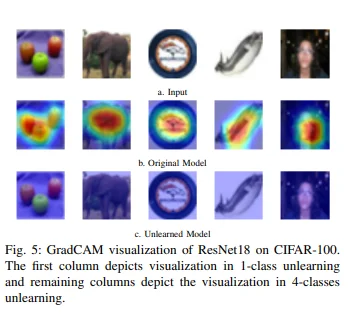 a. Input
b. Original Model
c. Unlearned Model
Fig. 5: GradCAM visualization of ResNet18 on CIFAR-100.
The first column depicts visualization in 1-class unlearning
and remaining columns depict the visualization in 4-classes
unlearning.